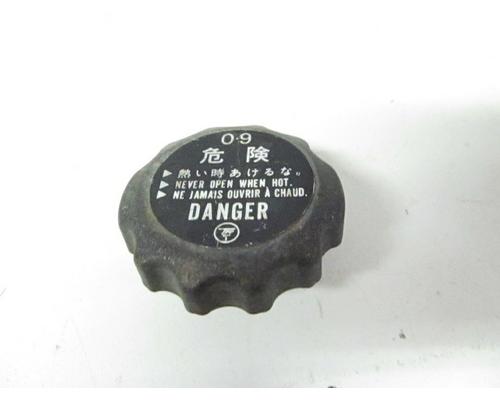 0·9
危険
▶ 熱い時あけるな。
▶ NEVER OPEN WHEN HOT.
▶ NE JAMAIS OUVRIR À CHAUD.
DANGER